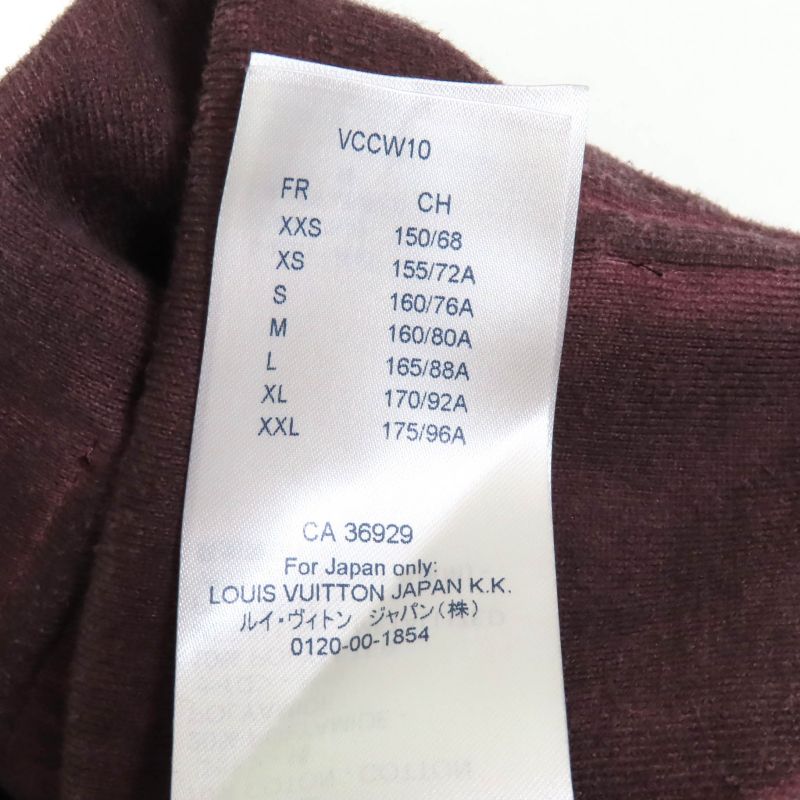 VCCW10
FR CH
XXS 150/68
XS 155/72A
S 160/76A
M 160/80A
L 165/88A
XL 170/92A
XXL 175/96A
CA 36929
For Japan only:
LOUIS VUITTON JAPAN K.K.
ルイ・ヴィトン ジャパン(株)
0120-00-1854